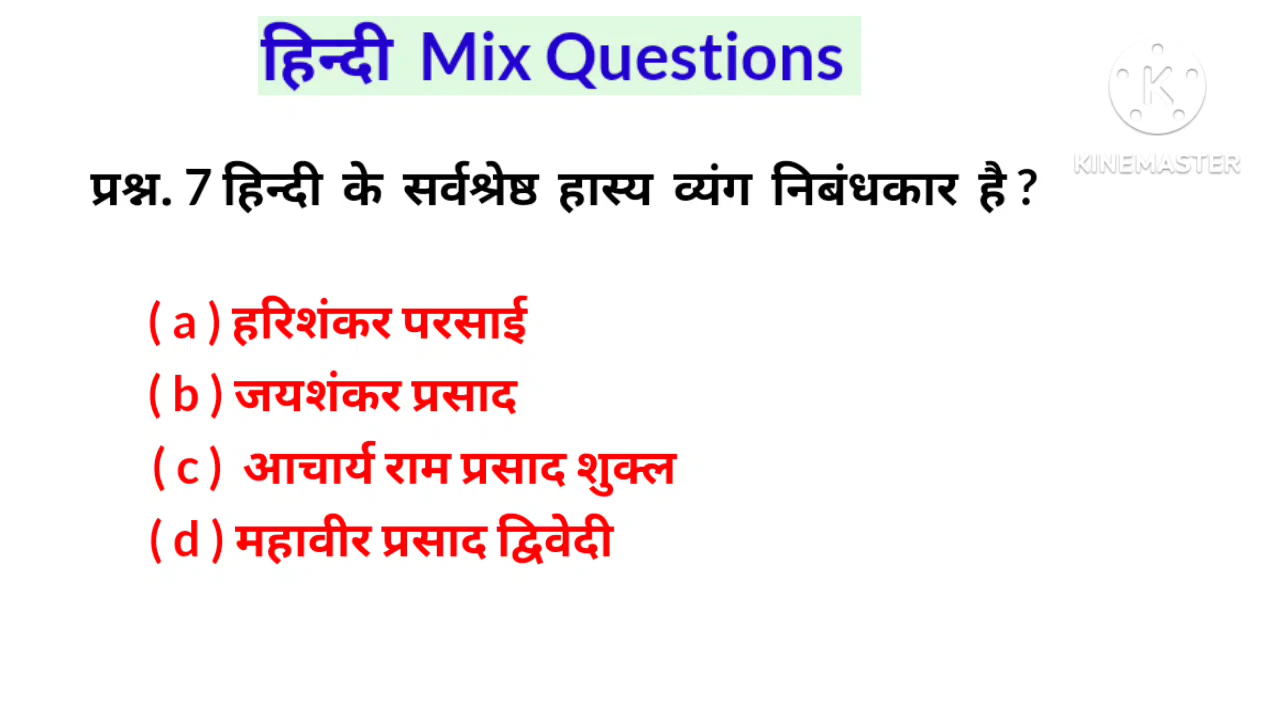 हिन्दी Mix Questions
KINEMASTER
प्रश्न. 7 हिन्दी के सर्वश्रेष्ठ हास्य व्यंग निबंधकार है ?
( a ) हरिशंकर परसाई
( b ) जयशंकर प्रसाद
( c ) आचार्य राम प्रसाद शुक्ल
( d ) महावीर प्रसाद द्विवेदी